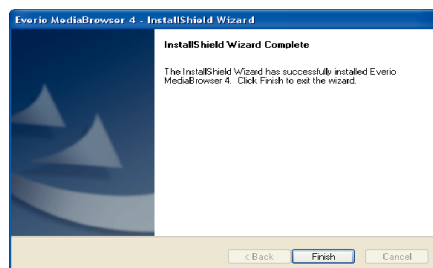 Everio MediaBrowser 4 - InstallShield Wizard
InstallShield Wizard Complete
The InstallShield Wizard has successfully installed Everio
MediaBrowser 4. Click Finish to exit the wizard.
< Back
Finish
Cancel